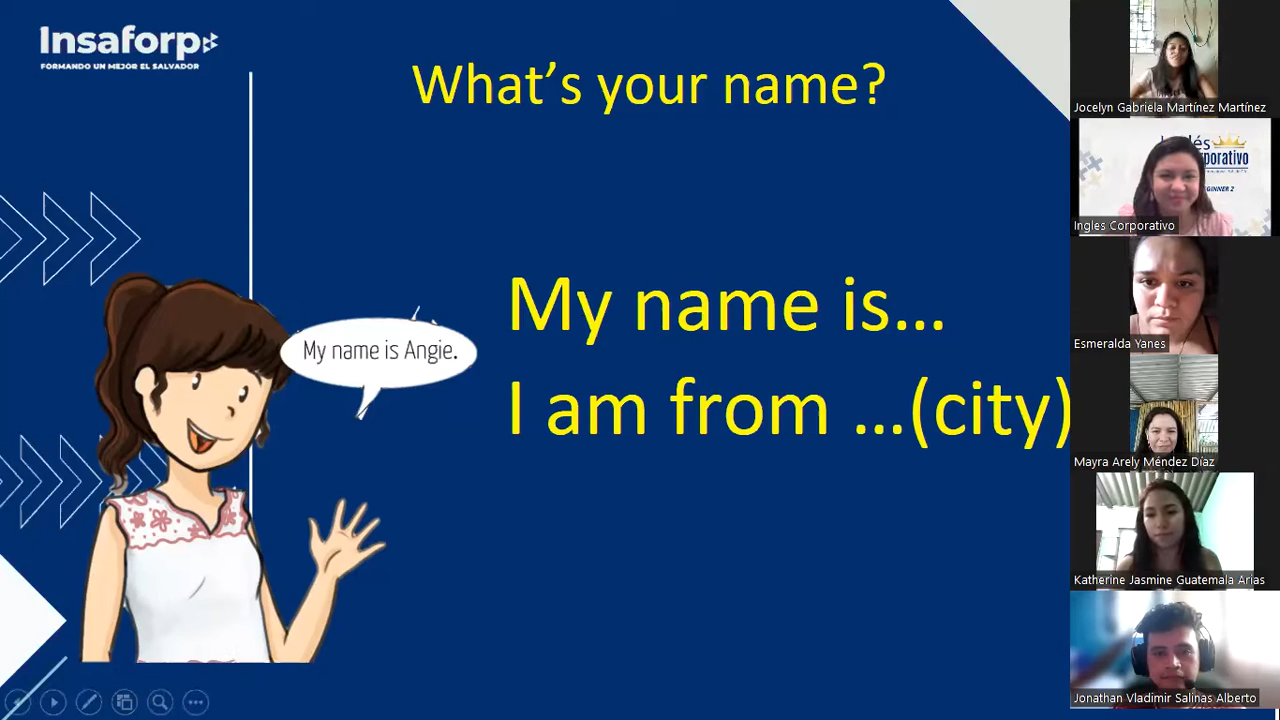 Insaforp
FORMANDO UN MEJOR EL SALVADOR
What's your name?
My name is Angie.
My name is...
I am from ...(city)
Jocelyn Gabriela Martínez Martínez
Ingles Corporativo
Esmeralda Yanes
Mayra Arely Méndez Díaz
Katherine Jasmine Guatemala Arias
Jonathan Vladimir Salinas Alberto